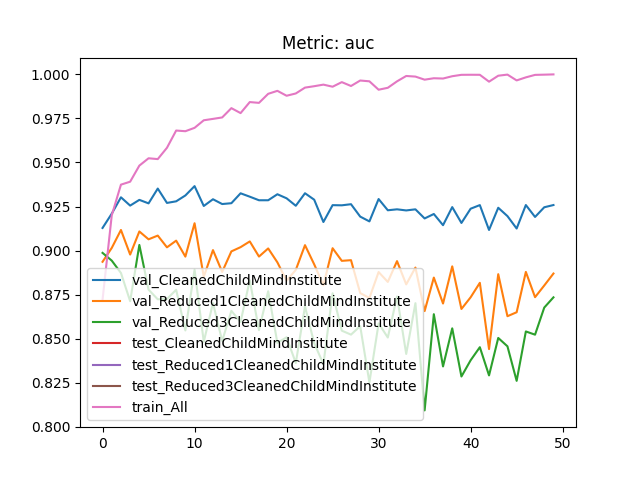 Metric: auc
1.000
0.975
0.950
0.925
0.900
0.875
0.850
0.825
0.800
val_CleanedChildMindInstitute
val_Reduced1CleanedChildMindInstitute
val_Reduced3CleanedChildMindInstitute
test_CleanedChildMindInstitute
test_Reduced1CleanedChildMindInstitute
test_Reduced3CleanedChildMindInstitute
train_All
0 10 20 30 40 50